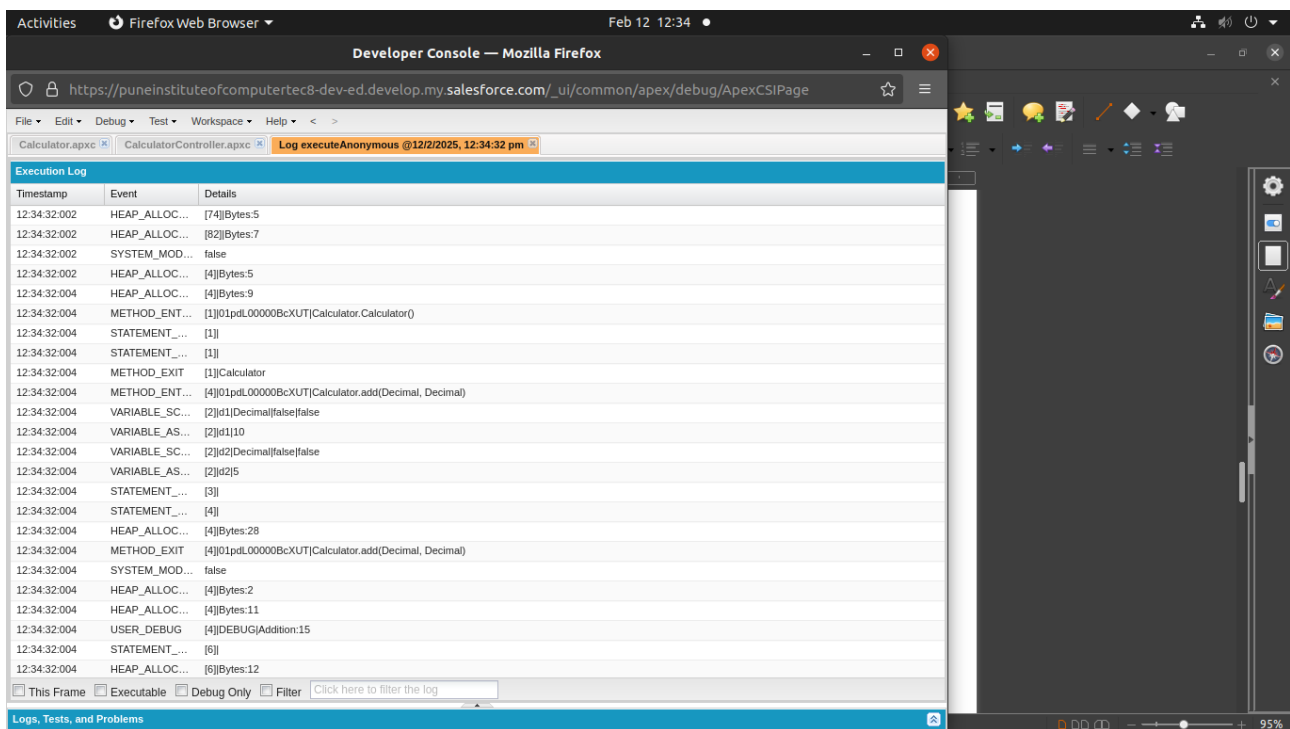 Activities Firefox Web Browser Feb 12 12:34
Developer Console — Mozilla Firefox
https://puneinstituteofcomputertec8-dev-ed.develop.my.salesforce.com/_ui/common/apex/debug/ApexCSIPage
File Edit Debug Test Workspace Help < >
Calculator.apxc CalculatorController.apxc Log executeAnonymous @12/2/2025, 12:34:32 pm
Execution Log
Timestamp Event Details
12:34:32:002 HEAP_ALLOC... [74]|Bytes:5
12:34:32:002 HEAP_ALLOC... [82]|Bytes:7
12:34:32:002 SYSTEM_MOD... false
12:34:32:002 HEAP_ALLOC... [4]|Bytes:5
12:34:32:004 HEAP_ALLOC... [4]|Bytes:9
12:34:32:004 METHOD_ENT... [1]|01pdL00000BcXUT|Calculator.Calculator()
12:34:32:004 STATEMENT_... [1]|
12:34:32:004 STATEMENT_... [1]|
12:34:32:004 METHOD_EXIT [1]|Calculator
12:34:32:004 METHOD_ENT... [4]|01pdL00000BcXUT|Calculator.add(Decimal, Decimal)
12:34:32:004 VARIABLE_SC... [2]|d1|Decimal|false|false
12:34:32:004 VARIABLE_AS... [2]|d1|10
12:34:32:004 VARIABLE_SC... [2]|d2|Decimal|false|false
12:34:32:004 VARIABLE_AS... [2]|d2|5
12:34:32:004 STATEMENT_... [3]|
12:34:32:004 STATEMENT_... [4]|
12:34:32:004 HEAP_ALLOC... [4]|Bytes:28
12:34:32:004 METHOD_EXIT [4]|01pdL00000BcXUT|Calculator.add(Decimal, Decimal)
12:34:32:004 SYSTEM_MOD... false
12:34:32:004 HEAP_ALLOC... [4]|Bytes:2
12:34:32:004 HEAP_ALLOC... [4]|Bytes:11
12:34:32:004 USER_DEBUG [4]|DEBUG|Addition:15
12:34:32:004 STATEMENT_... [6]|
12:34:32:004 HEAP_ALLOC... [6]|Bytes:12
This Frame Executable Debug Only Filter Click here to filter the log
Logs, Tests, and Problems
95%